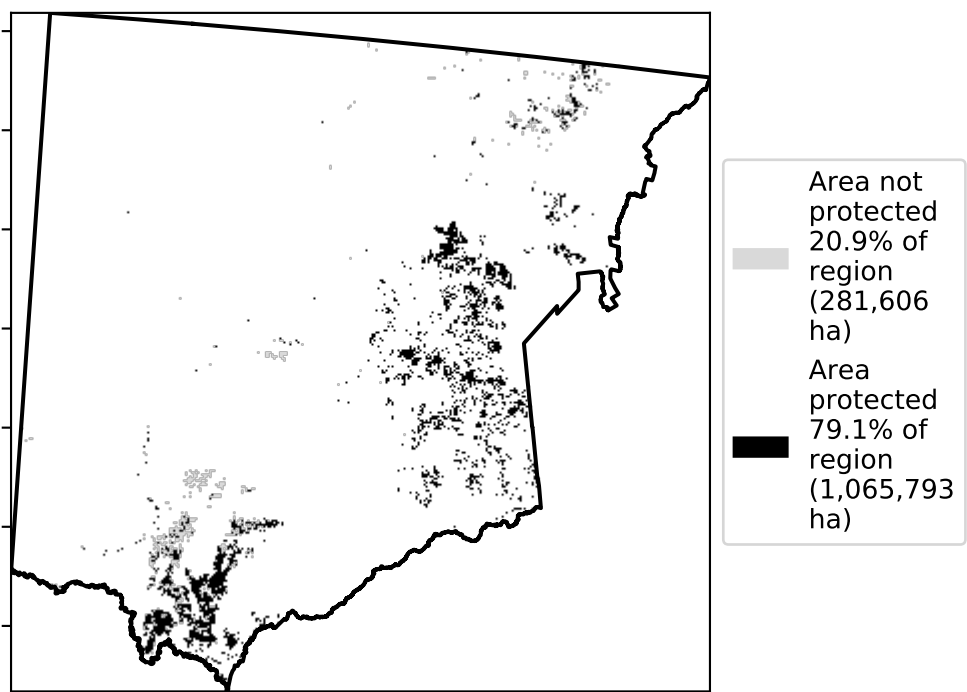 Area not
protected
20.9% of
region
(281,606
ha)
Area
protected
79.1% of
region
(1,065,793
ha)